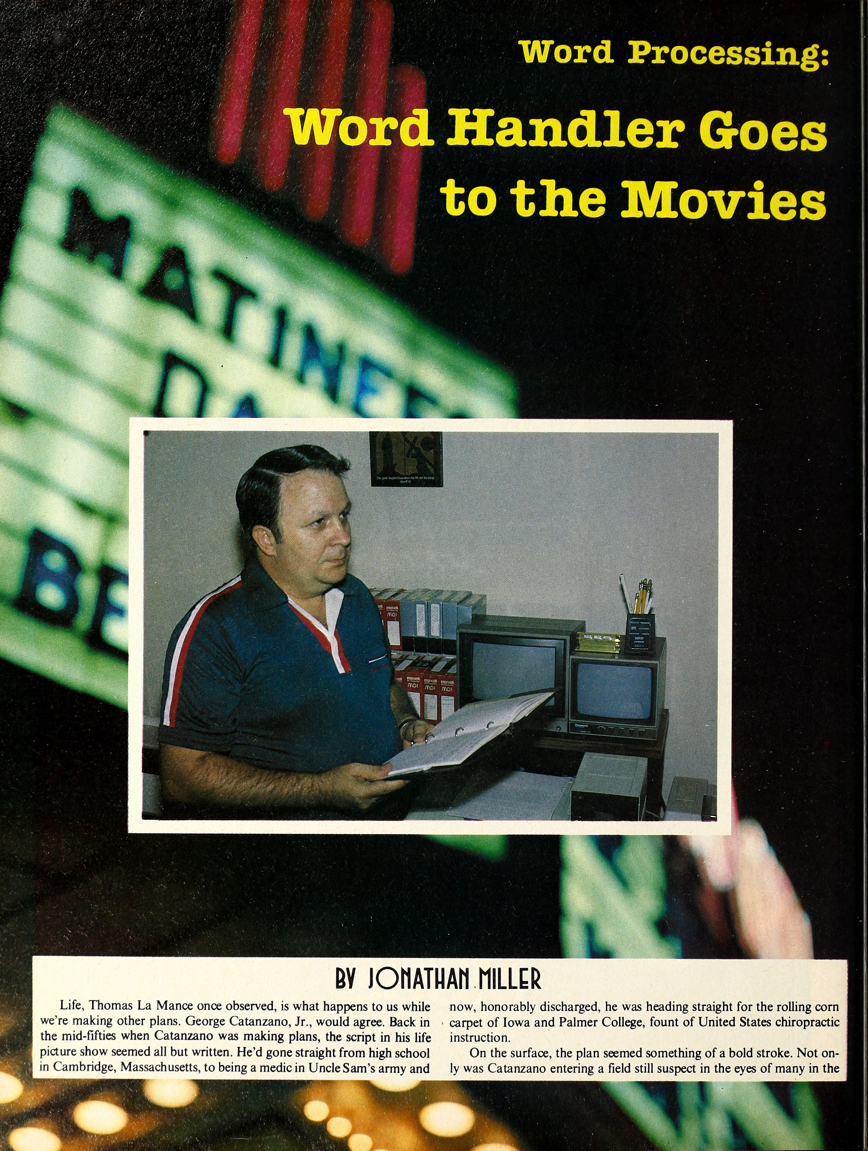 Word Processing:
Word Handler Goes
to the Movies
MATINEES
DA
BE
maxell
MD1
maxell
MD1
BY JONATHAN MILLER
Life, Thomas La Mance once observed, is what happens to us while
we're making other plans. George Catanzano, Jr., would agree. Back in
the mid-fifties when Catanzano was making plans, the script in his life
picture show seemed all but written. He'd gone straight from high school
in Cambridge, Massachusetts, to being a medic in Uncle Sam's army and
now, honorably discharged, he was heading straight for the rolling corn
carpet of Iowa and Palmer College, fount of United States chiropractic
instruction.
On the surface, the plan seemed something of a bold stroke. Not on-
ly was Catanzano entering a field still suspect in the eyes of many in the